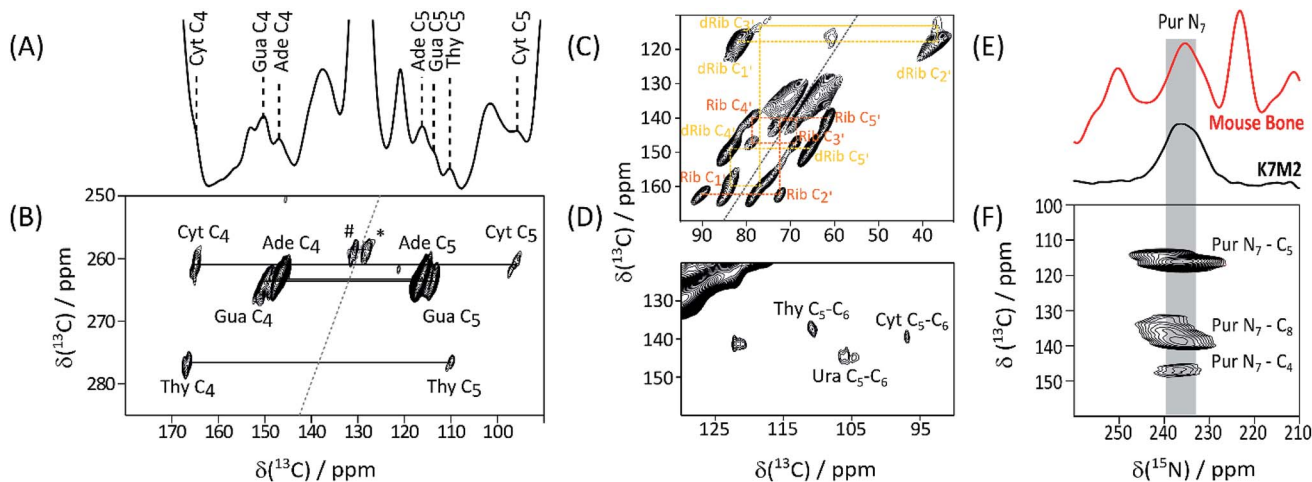 (A)
Cyt C4
Gua C4
Ade C4
Ade C5
Gua C5
Thy C5
Cyt C5
(B)
250
260
270
280
δ(13C) / ppm
Cyt C4
Ade C4
#
*
Ade C5
Cyt C5
Gua C4
Gua C5
Thy C4
Thy C5
170 160 150 140 130 120 110 100
δ(13C) / ppm
(C)
120
130
140
150
160
dRib C3'
dRib C1'
dRib C2'
Rib C4'
Rib C5'
dRib C4'
Rib C3'
dRib C5'
Rib C1'
Rib C2'
90 80 70 60 50 40
δ(13C) / ppm
(D)
130
140
150
Thy C5-C6
Cyt C5-C6
Ura C5-C6
125 115 105 95
δ(13C) / ppm
(E)
Pur N7
Mouse Bone
K7M2
(F)
100
110
120
130
140
150
δ (13C) / ppm
Pur N7 - C5
Pur N7 - C8
Pur N7 - C4
250 240 230 220 210
δ(15N) / ppm